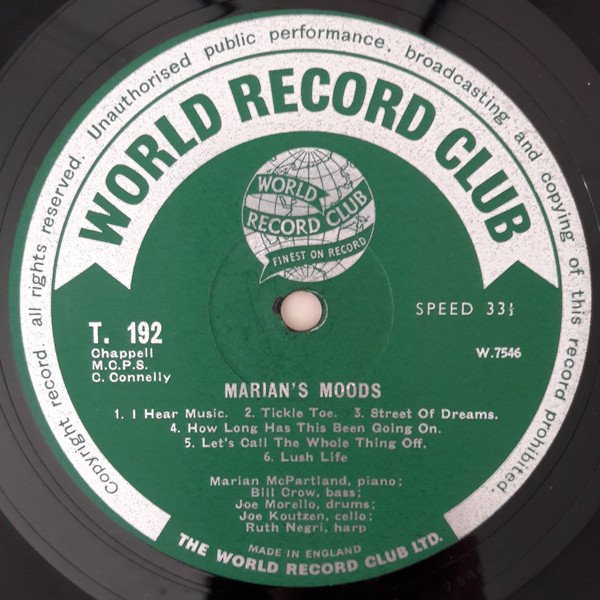 Copyright record. all rights reserved. Unauthorised public performance, broadcasting and copying of this record prohibited.
WORLD RECORD CLUB
WORLD
RECORD CLUB
FINEST ON RECORD
SPEED 33⅓
T. 192
Chappell
M.C.P.S.
C. Connelly
W.7546
MARIAN'S MOODS
1. I Hear Music. 2. Tickle Toe. 3. Street Of Dreams.
4. How Long Has This Been Going On.
5. Let's Call The Whole Thing Off.
6. Lush Life
Marian McPartland, piano;
Bill Crow, bass;
Joe Morello, drums;
Joe Koutzen, cello;
Ruth Negri, harp
MADE IN ENGLAND
THE WORLD RECORD CLUB LTD.